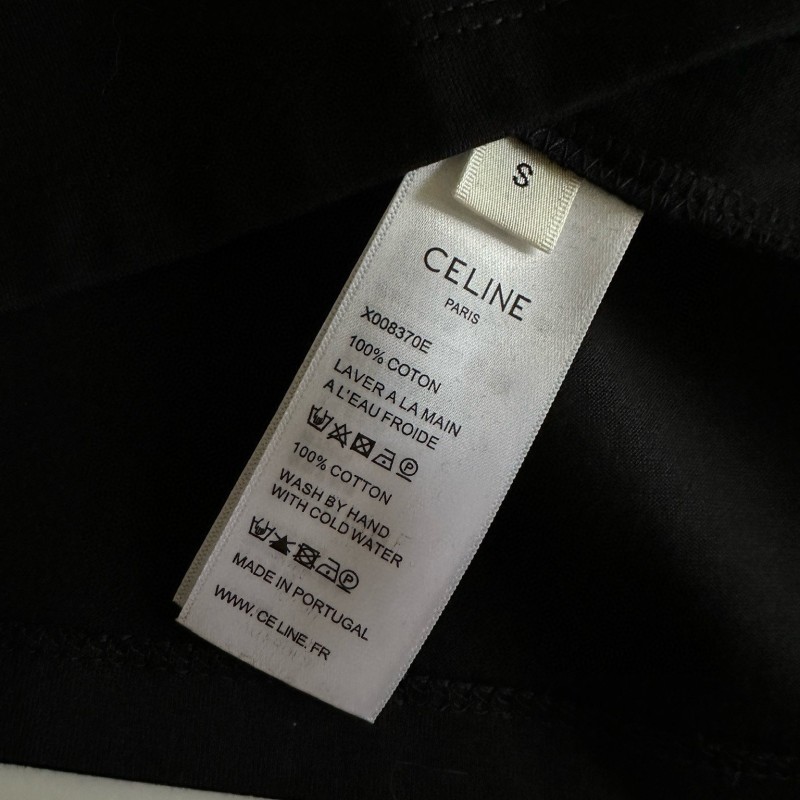 S
CELINE
PARIS
X008370E
100% COTON
LAVER A LA MAIN
A L'EAU FROIDE
100% COTTON
WASH BY HAND
WITH COLD WATER
MADE IN PORTUGAL
WWW. CE LINE. FR